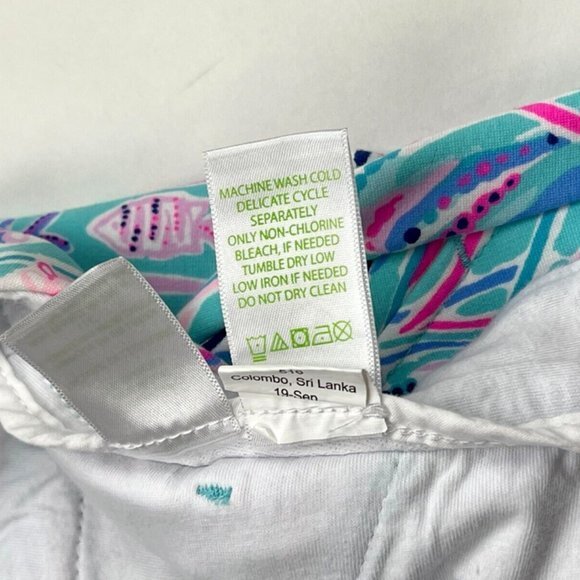 MACHINE WASH COLD
DELICATE CYCLE
SEPARATELY
ONLY NON-CHLORINE
BLEACH, IF NEEDED
TUMBLE DRY LOW
LOW IRON IF NEEDED
DO NOT DRY CLEAN
Colombo, Sri Lanka
19-Sep